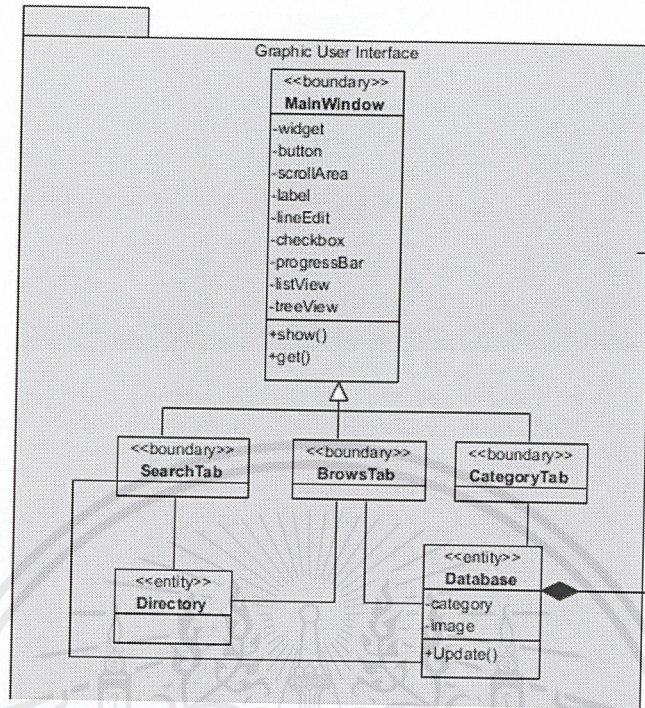 Graphic User Interface
<<boundary>>
MainWindow
-widget
-button
-scrollArea
-label
-lineEdit
-checkbox
-progressBar
-listView
-treeView
+show()
+get()
<<boundary>>
SearchTab
<<boundary>>
BrowsTab
<<boundary>>
CategoryTab
<<entity>>
Directory
<<entity>>
Database
-category
-image
+Update()